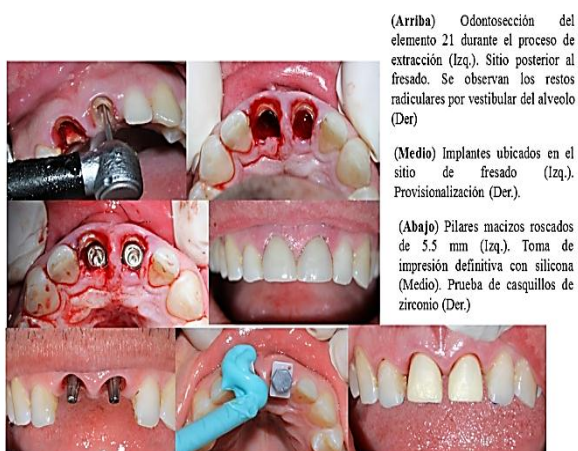 (Arriba) Odontosección del
elemento 21 durante el proceso de
extracción (Izq.). Sitio posterior al
fresado. Se observan los restos
radiculares por vestibular del alveolo
(Der)
(Medio) Implantes ubicados en el
sitio de fresado (Izq.).
Provisionalización (Der.).
(Abajo) Pilares macizos roscados
de 5.5 mm (Izq.). Toma de
impresión definitiva con silicona
(Medio). Prueba de casquillos de
zirconio (Der.)